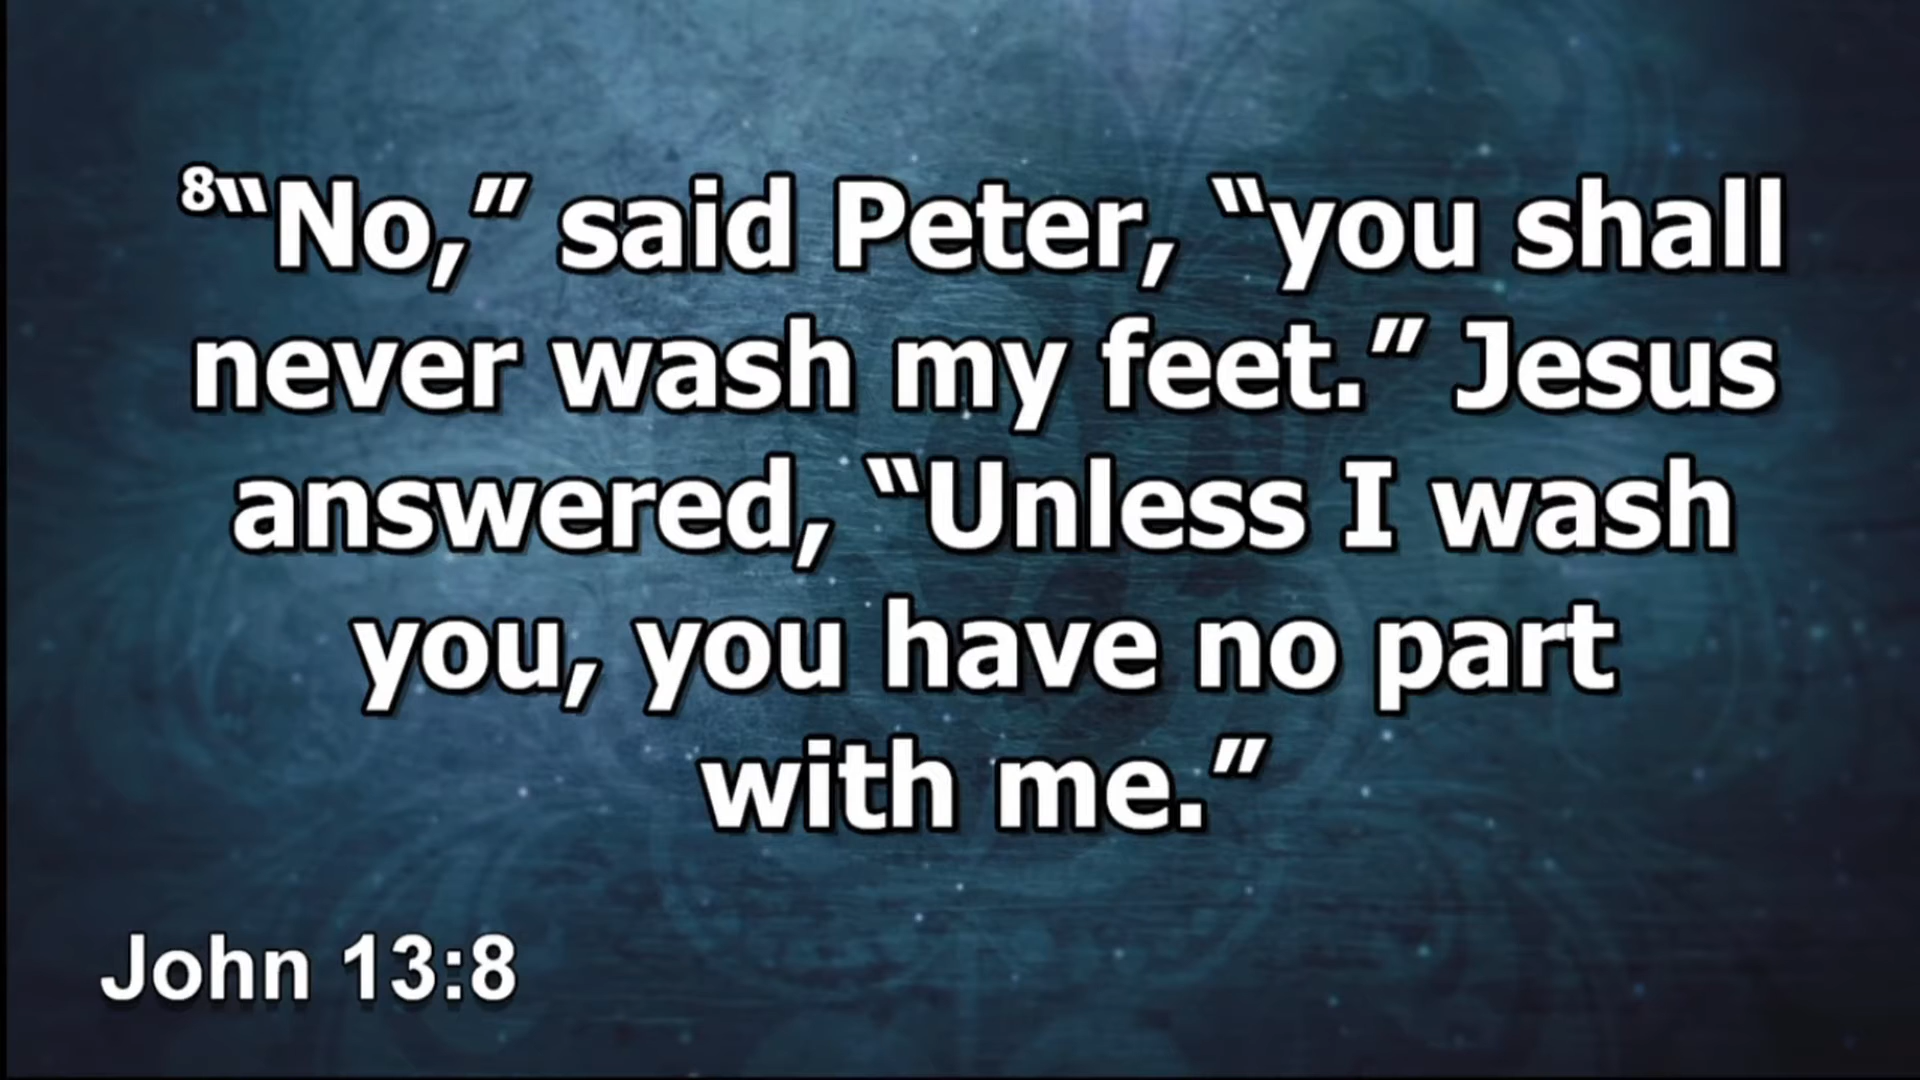 ⁸“No,” said Peter, “you shall
never wash my feet.” Jesus
answered, “Unless I wash
you, you have no part
with me.”
John 13:8